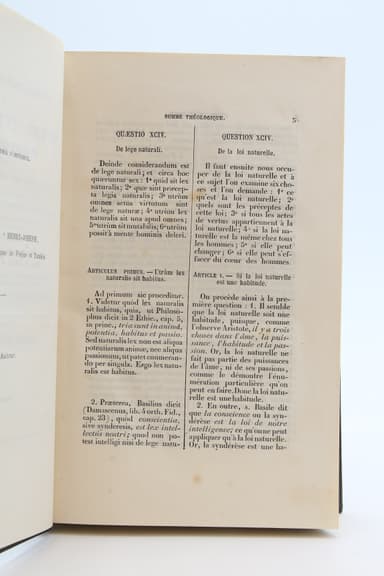 SOMME THÉOLOGIQUE.
QUÆSTIO XCIV.
De lege naturali.
Deinde considerandum est
de lege naturali; et circa hoc
quæruntur sex: 1° quid sit lex
naturalis; 2° quæ sint præcep-
ta legis naturalis; 3° utrùm
omnes actus virtutum sint
de lege naturæ; 4° utrùm lex
naturalis sit una apud omnes;
5° utrùm sit mutabilis; 6° utrùm
possit à mente hominis deleri.
ARTICULUS PRIMUS. — Utrùm lex
naturalis sit habitus.
Ad primum sic proceditur.
1. Videtur quod lex naturalis
sit habitus, quia, ut Philoso-
phus dicit in 2 Ethic., cap. 5,
in princ., tria sunt in animâ,
potentia, habitus et passio.
Sed naturalis lex non est aliqua
potentiarum animæ, nec aliqua
passionum, ut patet enumeran-
do per singula. Ergo lex natu-
ralis est habitus.
2. Præterea, Basilius dicit
(Damascenus, lib. 4 orth. Fid.,
cap. 23), quod conscientia,
sive synderesis, est lex intel-
lectûs nostri; quod non po-
test intelligi nisi de lege natu-
QUESTION XCIV.
De la loi naturelle.
Il faut ensuite nous occu-
per de la loi naturelle et à
ce sujet l'on examine six cho-
ses et l'on demande : 1° ce
qu'est la loi naturelle; 2°
quels sont les préceptes de
cette loi; 3° si tous les actes
de vertus appartiennent à la
loi naturelle; 4° si la loi na-
turelle est la même chez tous
les hommes; 5° si elle peut
changer; 6° si elle peut s'ef-
facer du cœur des hommes.
ARTICLE I. — Si la loi naturelle
est une habitude.
On procède ainsi à la pre-
mière question : 1. Il semble
que la loi naturelle soit une
habitude, puisque, comme
l'observe Aristote, il y a trois
choses dans l'âme, la puis-
sance, l'habitude et la pas-
sion. Or, la loi naturelle ne
fait pas partie des puissances
de l'âme, ni de ses passions,
comme le démontre l'énu-
mération particulière qu'on
peut en faire. Donc la loi natu-
relle est une habitude.
2. En outre, s. Basile dit
que la conscience ou la syn-
dérèse est la loi de notre
intelligence; ce qu'on ne peut
appliquer qu'à la loi naturelle.
Or, la syndérèse est une ha-